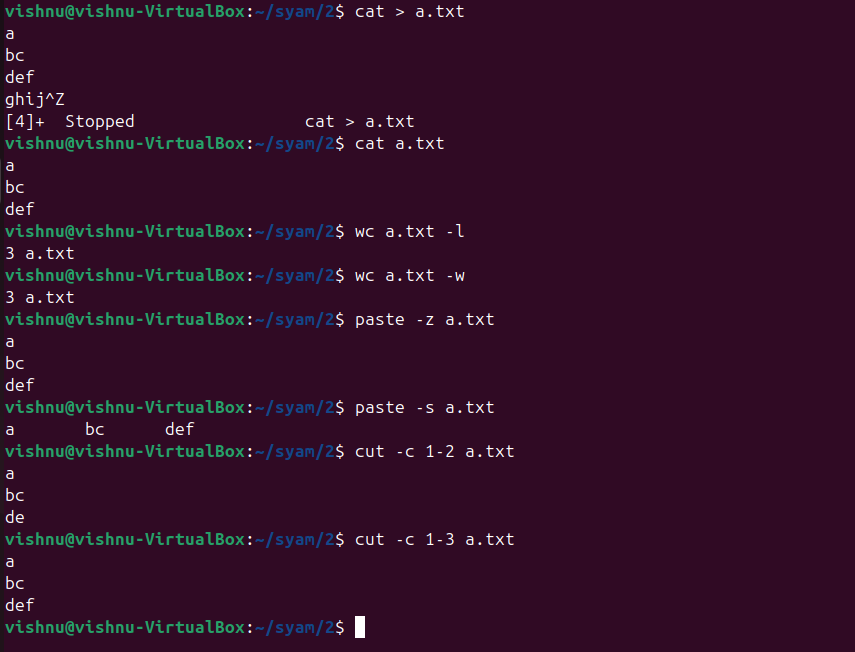 vishnu@vishnu-VirtualBox:~/syam/2$ cat > a.txt
a
bc
def
ghij^Z
[4]+  Stopped                 cat > a.txt
vishnu@vishnu-VirtualBox:~/syam/2$ cat a.txt
a
bc
def
vishnu@vishnu-VirtualBox:~/syam/2$ wc a.txt -l
3 a.txt
vishnu@vishnu-VirtualBox:~/syam/2$ wc a.txt -w
3 a.txt
vishnu@vishnu-VirtualBox:~/syam/2$ paste -z a.txt
a
bc
def
vishnu@vishnu-VirtualBox:~/syam/2$ paste -s a.txt
a       bc      def
vishnu@vishnu-VirtualBox:~/syam/2$ cut -c 1-2 a.txt
a
bc
de
vishnu@vishnu-VirtualBox:~/syam/2$ cut -c 1-3 a.txt
a
bc
def
vishnu@vishnu-VirtualBox:~/syam/2$